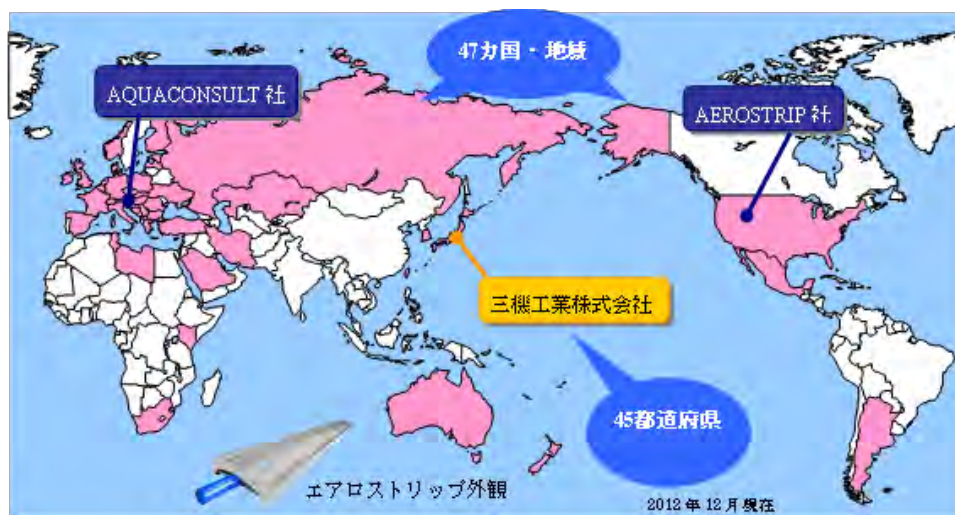 47カ国・地域
AQUACONSULT 社
AEROSTRIP 社
三機工業株式会社
45都道府県
エアロストリップ外観
2012年12月現在